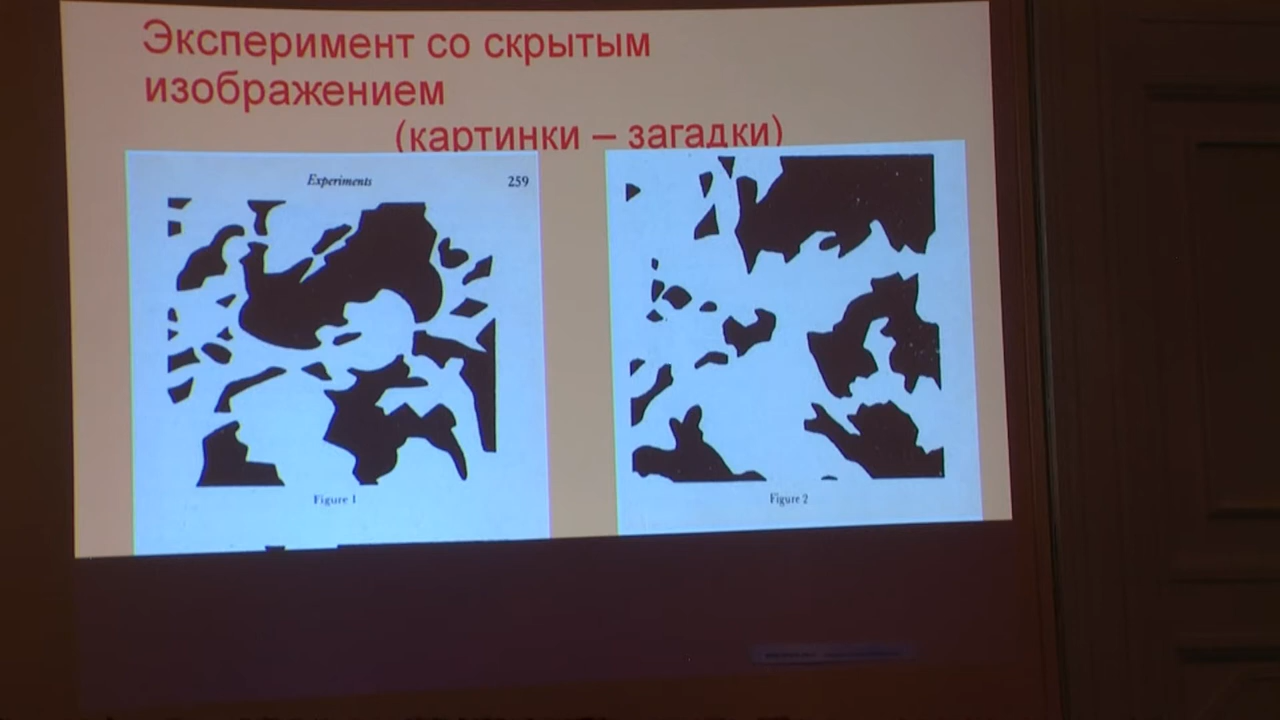 Эксперимент со скрытым
изображением
(картинки – загадки)
Experiments 259
Figure 1
Figure 2